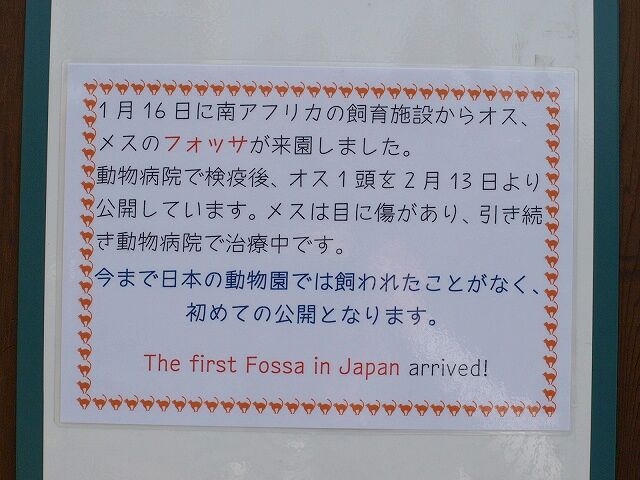 1月16日に南アフリカの飼育施設からオス、
メスのフォッサが来園しました。
動物病院で検疫後、オス1頭を2月13日より
公開しています。メスは目に傷があり、引き続
き動物病院で治療中です。
今まで日本の動物園では飼われたことがなく、
初めての公開となります。
The first Fossa in Japan arrived!